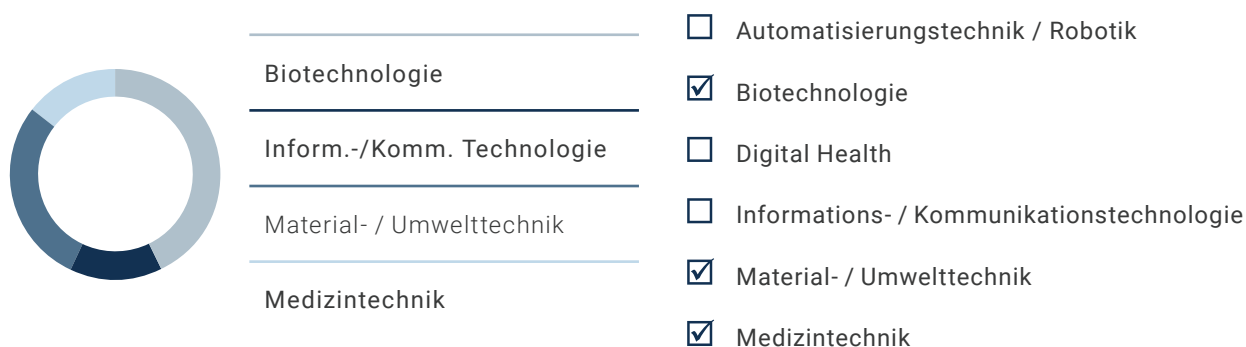 Biotechnologie
Inform.-/Komm. Technologie
Material- / Umwelttechnik
Medizintechnik
Automatisierungstechnik / Robotik
Biotechnologie
Digital Health
Informations- / Kommunikationstechnologie
Material- / Umwelttechnik
Medizintechnik